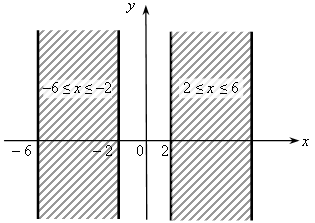 y
−6 ≤ x ≤ −2 2 ≤ x ≤ 6
x
−6 −2 0 2